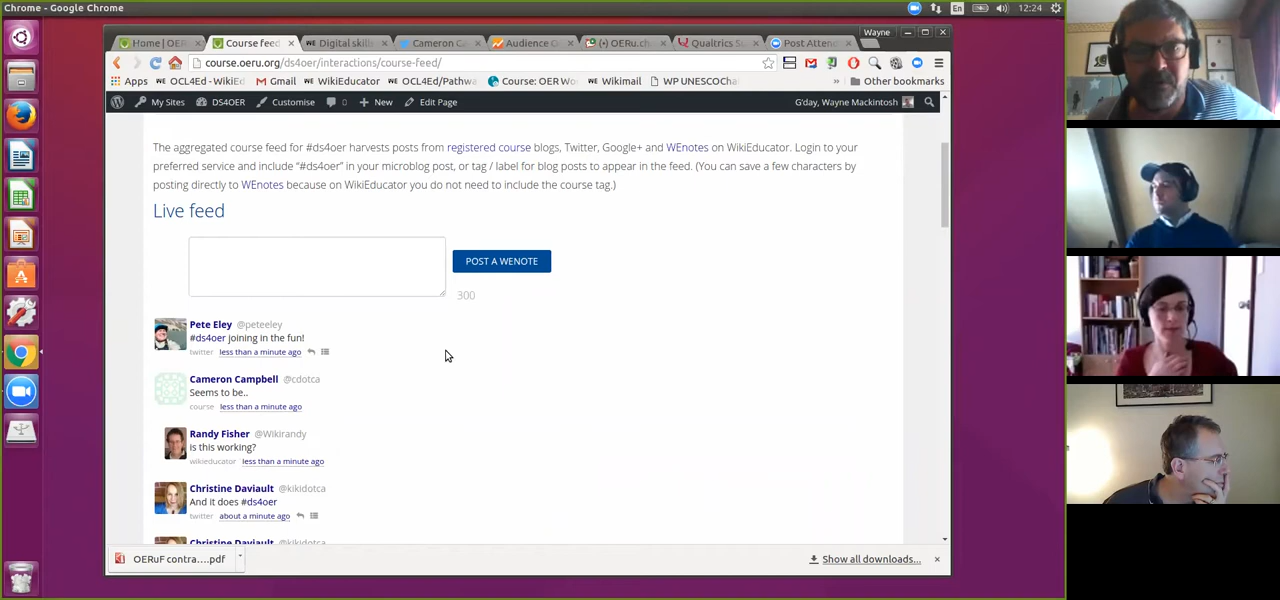 Chrome - Google Chrome
En
12:24
Home | OER
Course feed
Digital skills
Cameron Ca
Audience O
(•) OERu.ch
Qualtrics Su
Post Attend
Wayne
course.oeru.org/ds4oer/interactions/course-feed/
Apps
OCL4Ed - WikiEd
Gmail
WikiEducator
OCL4Ed/Pathwa
Course: OER Wo
Wikimail
WP UNESCOChai
»
Other bookmarks
My Sites
DS4OER
Customise
0
New
Edit Page
G'day, Wayne Mackintosh
The aggregated course feed for #ds4oer harvests posts from registered course blogs, Twitter, Google+ and WEnotes on WikiEducator. Login to your
preferred service and include “#ds4oer” in your microblog post, or tag / label for blog posts to appear in the feed. (You can save a few characters by
posting directly to WEnotes because on WikiEducator you do not need to include the course tag.)
Live feed
POST A WENOTE
300
Pete Eley @peteeley
#ds4oer joining in the fun!
twitter less than a minute ago
Cameron Campbell @cdotca
Seems to be..
course less than a minute ago
Randy Fisher @Wikirandy
is this working?
wikieducator less than a minute ago
Christine Daviault @kikidotca
And it does #ds4oer
twitter about a minute ago
Christine Daviault @kikidotca
OERuF contra....pdf
Show all downloads...